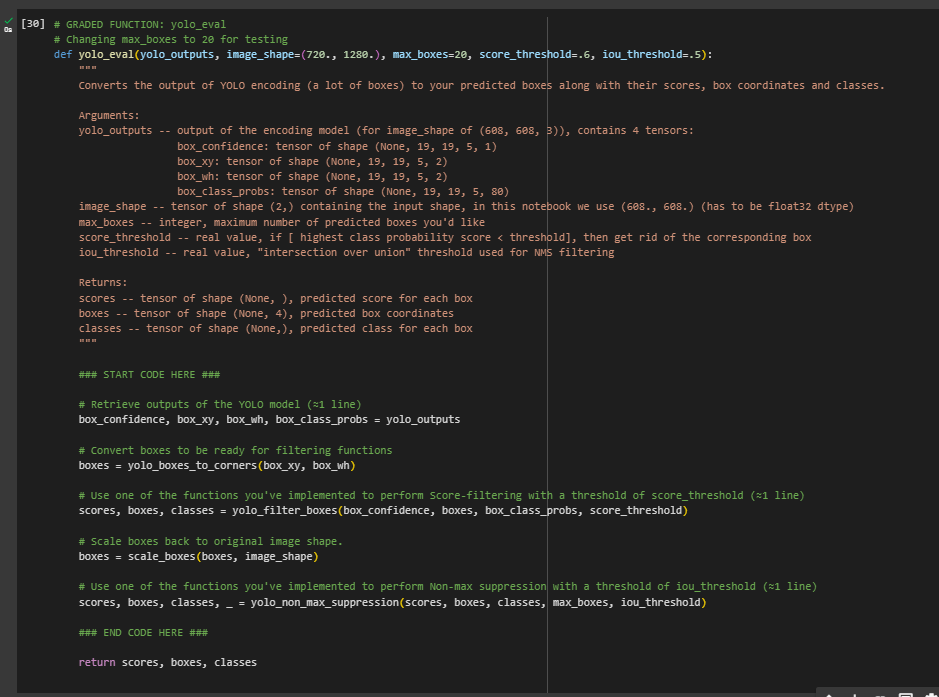 0s
[30] # GRADED FUNCTION: yolo_eval
# Changing max_boxes to 20 for testing
def yolo_eval(yolo_outputs, image_shape=(720., 1280.), max_boxes=20, score_threshold=.6, iou_threshold=.5):
"""
Converts the output of YOLO encoding (a lot of boxes) to your predicted boxes along with their scores, box coordinates and classes.
Arguments:
yolo_outputs -- output of the encoding model (for image_shape of (608, 608, 3)), contains 4 tensors:
box_confidence: tensor of shape (None, 19, 19, 5, 1)
box_xy: tensor of shape (None, 19, 19, 5, 2)
box_wh: tensor of shape (None, 19, 19, 5, 2)
box_class_probs: tensor of shape (None, 19, 19, 5, 80)
image_shape -- tensor of shape (2,) containing the input shape, in this notebook we use (608., 608.) (has to be float32 dtype)
max_boxes -- integer, maximum number of predicted boxes you'd like
score_threshold -- real value, if [ highest class probability score < threshold], then get rid of the corresponding box
iou_threshold -- real value, "intersection over union" threshold used for NMS filtering
Returns:
scores -- tensor of shape (None, ), predicted score for each box
boxes -- tensor of shape (None, 4), predicted box coordinates
classes -- tensor of shape (None,), predicted class for each box
"""
### START CODE HERE ###
# Retrieve outputs of the YOLO model (≈1 line)
box_confidence, box_xy, box_wh, box_class_probs = yolo_outputs
# Convert boxes to be ready for filtering functions
boxes = yolo_boxes_to_corners(box_xy, box_wh)
# Use one of the functions you've implemented to perform Score-filtering with a threshold of score_threshold (≈1 line)
scores, boxes, classes = yolo_filter_boxes(box_confidence, boxes, box_class_probs, score_threshold)
# Scale boxes back to original image shape.
boxes = scale_boxes(boxes, image_shape)
# Use one of the functions you've implemented to perform Non-max suppression with a threshold of iou_threshold (≈1 line)
scores, boxes, classes, _ = yolo_non_max_suppression(scores, boxes, classes, max_boxes, iou_threshold)
### END CODE HERE ###
return scores, boxes, classes